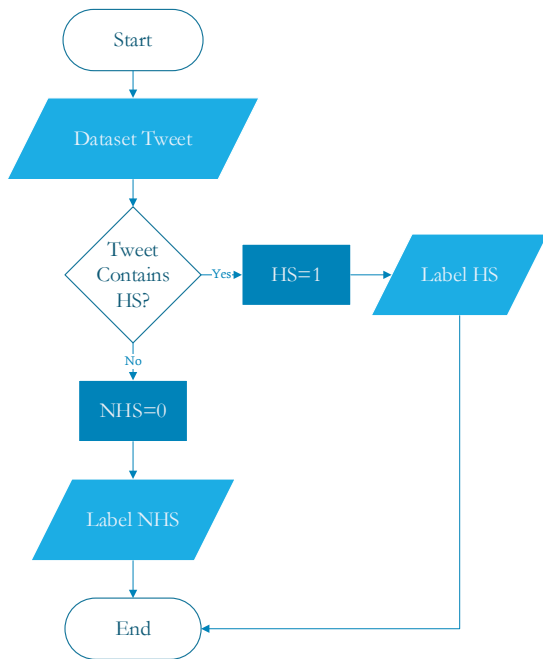 Start
Dataset Tweet
Tweet
Contains
HS?
Yes
HS=1
Label HS
No
NHS=0
Label NHS
End